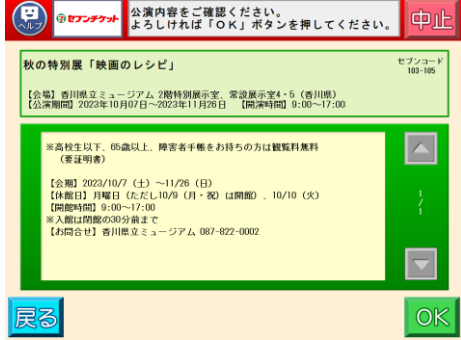 ヘルプ
セブンチケット
公演内容をご確認ください。
よろしければ「OK」ボタンを押してください。
中止
秋の特別展「映画のレシピ」
セブンコード
103-105
【会場】香川県立ミュージアム 2階特別展示室、常設展示室4・5(香川県)
【公演期間】2023年10月07日~2023年11月26日 【開演時間】9:00~17:00
※高校生以下、65歳以上、障害者手帳をお持ちの方は観覧料無料
(要証明書)
【会期】2023/10/7(土)~11/26(日)
【休館日】月曜日(ただし10/9(月・祝)は開館)、10/10(火)
【開館時間】9:00~17:00
※入館は閉館の30分前まで
【お問合せ】香川県立ミュージアム 087-822-0002
1
/
1
戻る
OK